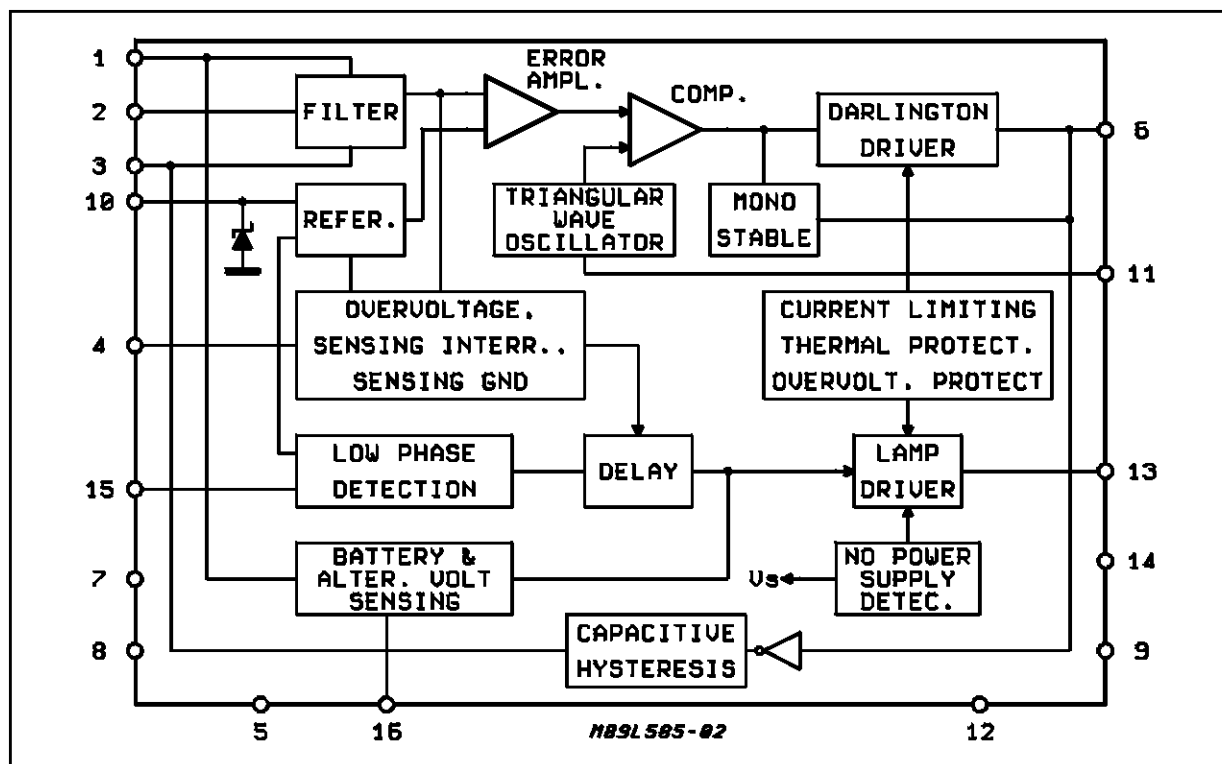 1
2
3
10
4
15
7
8
5
16
12
6
11
13
14
9
FILTER
REFER.
ERROR
AMPL.
COMP.
TRIANGULAR
WAVE
OSCILLATOR
MONO
STABLE
DARLINGTON
DRIVER
OVERVOLTAGE,
SENSING INTERR..
SENSING GND
CURRENT LIMITING
THERMAL PROTECT.
OVERVOLT. PROTECT
LOW PHASE
DETECTION
DELAY
LAMP
DRIVER
BATTERY &
ALTER. VOLT
SENSING
Vs
NO POWER
SUPPLY
DETEC.
CAPACITIVE
HYSTERESIS
M89L585-02